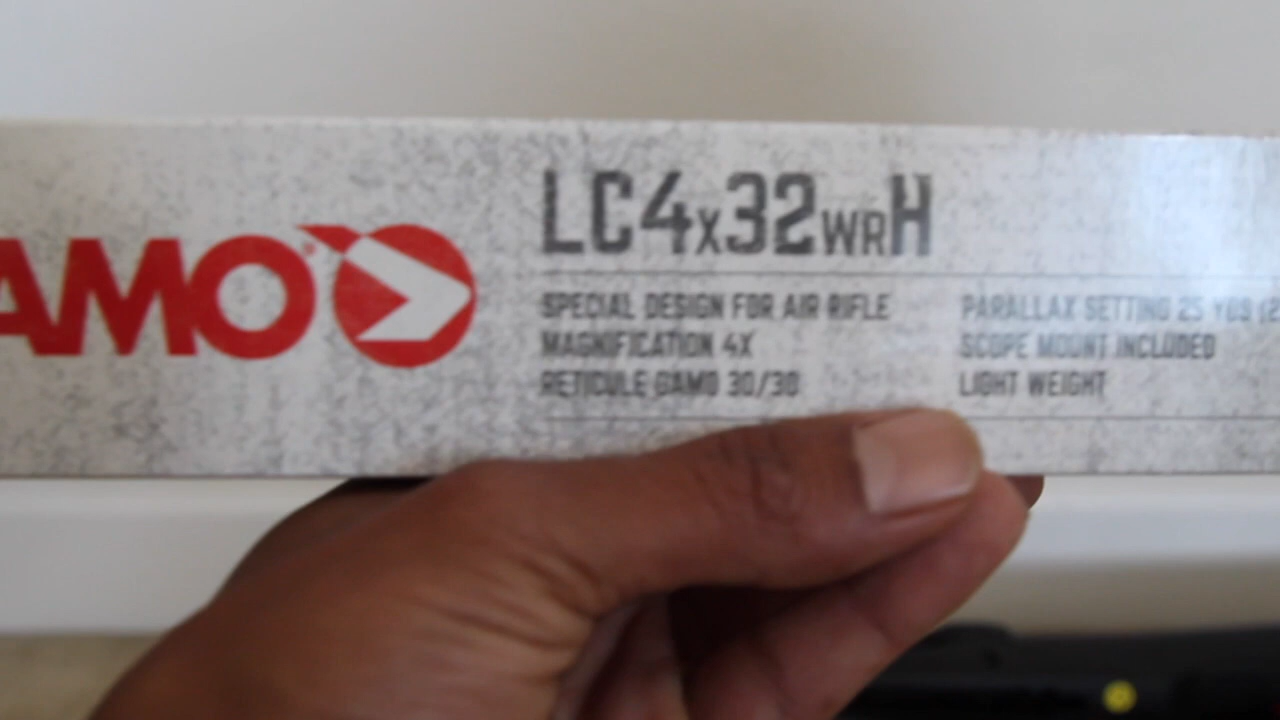 AMO
LC4x32WRH
SPECIAL DESIGN FOR AIR RIFLE
MAGNIFICATION 4X
RETICULE GAMO 30/30
PARALLAX SETTING 25 YDS (2
SCOPE MOUNT INCLUDED
LIGHT WEIGHT